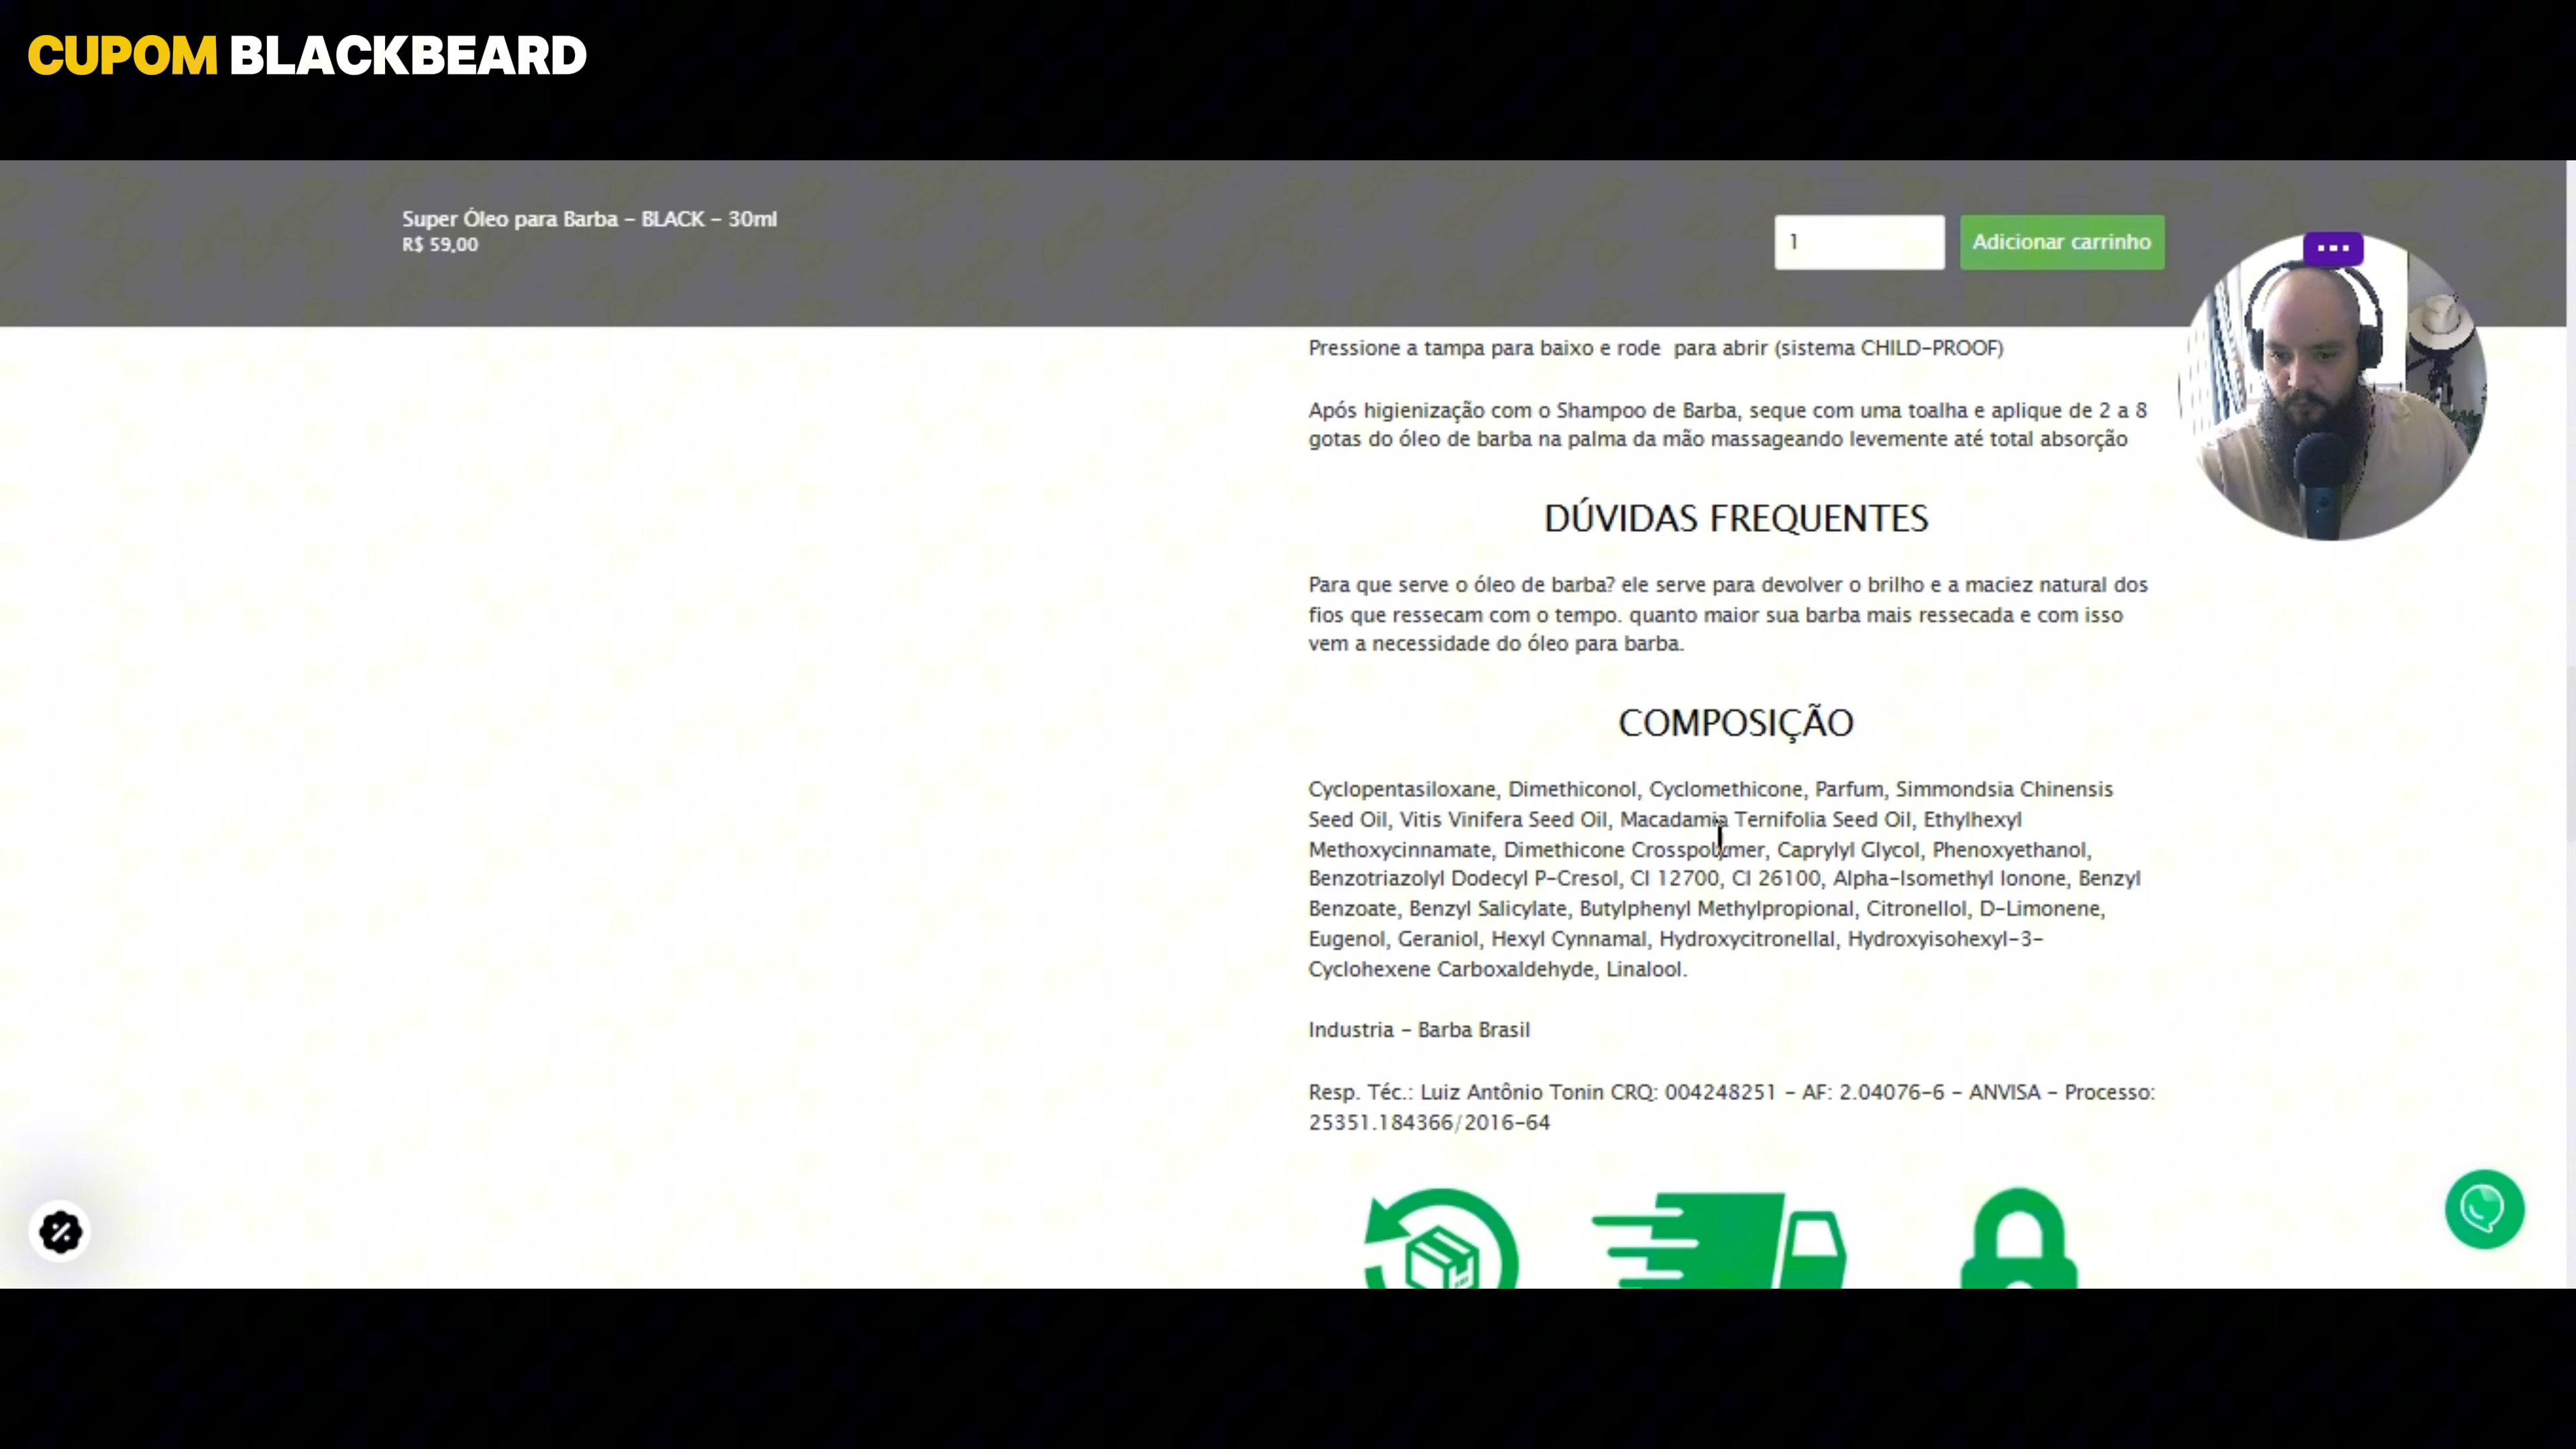 CUPOM BLACKBEARD
Super Óleo para Barba – BLACK – 30ml
R$ 59,00
1
Adicionar carrinho
Pressione a tampa para baixo e rode  para abrir (sistema CHILD-PROOF)
Após higienização com o Shampoo de Barba, seque com uma toalha e aplique de 2 a 8
gotas do óleo de barba na palma da mão massageando levemente até total absorção
DÚVIDAS FREQUENTES
Para que serve o óleo de barba? ele serve para devolver o brilho e a maciez natural dos
fios que ressecam com o tempo. quanto maior sua barba mais ressecada e com isso
vem a necessidade do óleo para barba.
COMPOSIÇÃO
Cyclopentasiloxane, Dimethiconol, Cyclomethicone, Parfum, Simmondsia Chinensis
Seed Oil, Vitis Vinifera Seed Oil, Macadamia Ternifolia Seed Oil, Ethylhexyl
Methoxycinnamate, Dimethicone Crosspolymer, Caprylyl Glycol, Phenoxyethanol,
Benzotriazolyl Dodecyl P-Cresol, CI 12700, CI 26100, Alpha-Isomethyl Ionone, Benzyl
Benzoate, Benzyl Salicylate, Butylphenyl Methylpropional, Citronellol, D-Limonene,
Eugenol, Geraniol, Hexyl Cynnamal, Hydroxycitronellal, Hydroxyisohexyl-3-
Cyclohexene Carboxaldehyde, Linalool.
Industria – Barba Brasil
Resp. Téc.: Luiz Antônio Tonin CRQ: 004248251 – AF: 2.04076-6 – ANVISA – Processo:
25351.184366/2016-64